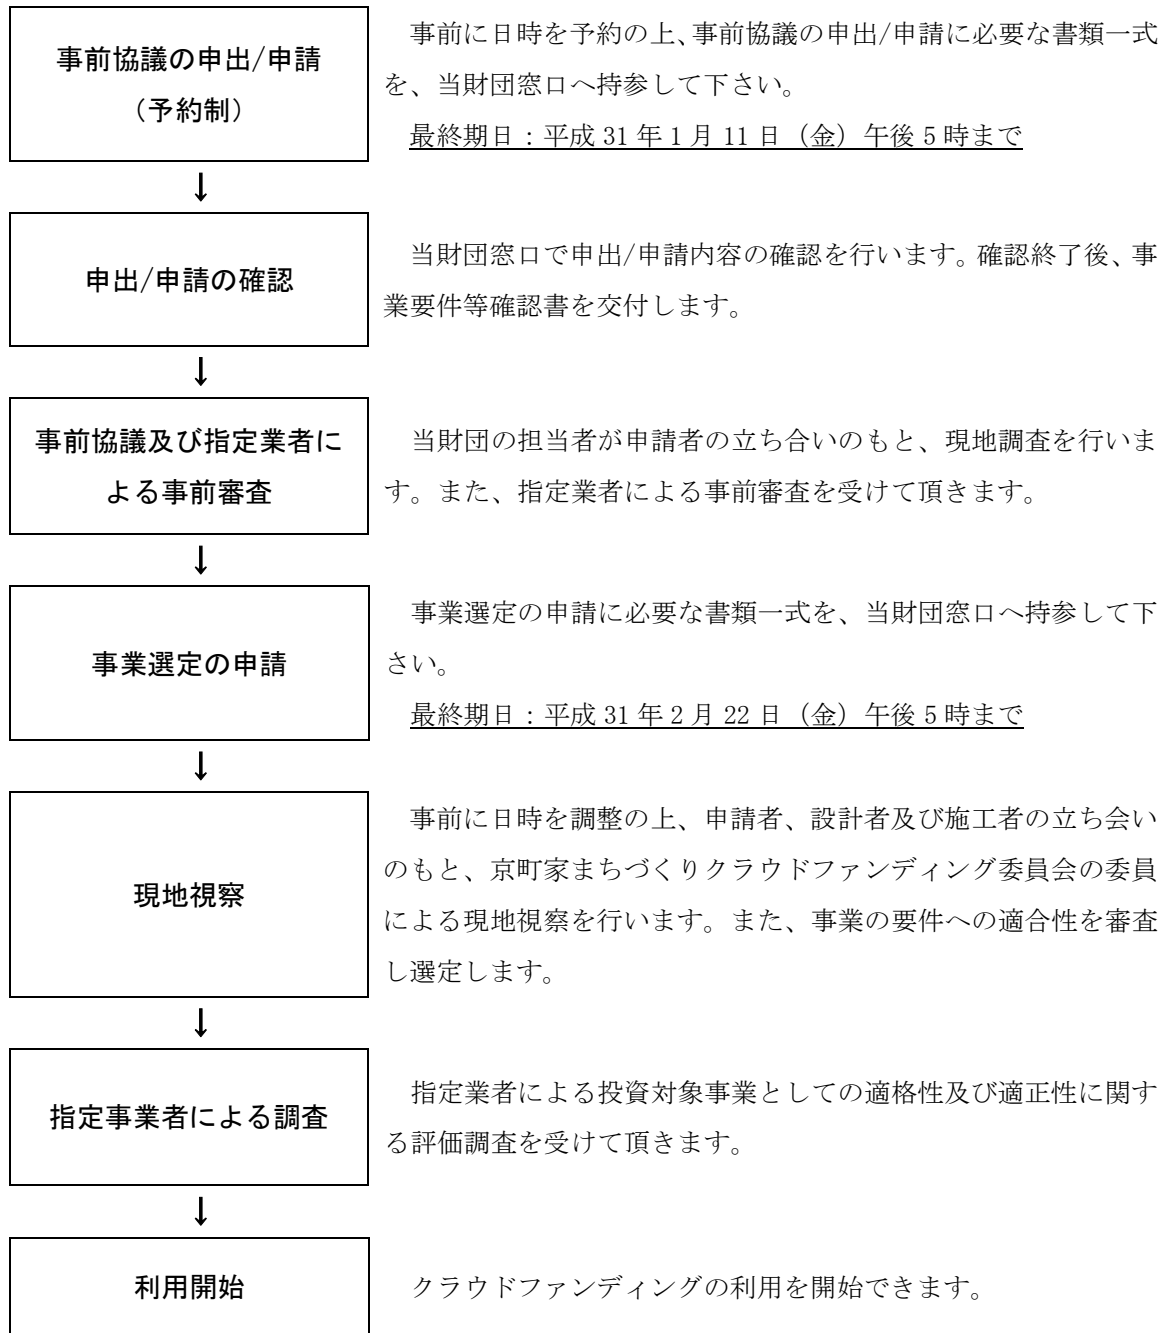 事前協議の申出/申請
（予約制）
事前に日時を予約の上、事前協議の申出/申請に必要な書類一式
を、当財団窓口へ持参して下さい。
最終期日：平成 31 年 1 月 11 日（金）午後 5 時まで
↓
申出/申請の確認
当財団窓口で申出/申請内容の確認を行います。確認終了後、事
業要件等確認書を交付します。
↓
事前協議及び指定業者に
よる事前審査
当財団の担当者が申請者の立ち合いのもと、現地調査を行いま
す。また、指定業者による事前審査を受けて頂きます。
↓
事業選定の申請
事業選定の申請に必要な書類一式を、当財団窓口へ持参して下
さい。
最終期日：平成 31 年 2 月 22 日（金）午後 5 時まで
↓
現地視察
事前に日時を調整の上、申請者、設計者及び施工者の立ち会い
のもと、京町家まちづくりクラウドファンディング委員会の委員
による現地視察を行います。また、事業の要件への適合性を審査
し選定します。
↓
指定事業者による調査
指定業者による投資対象事業としての適格性及び適正性に関す
る評価調査を受けて頂きます。
↓
利用開始
クラウドファンディングの利用を開始できます。